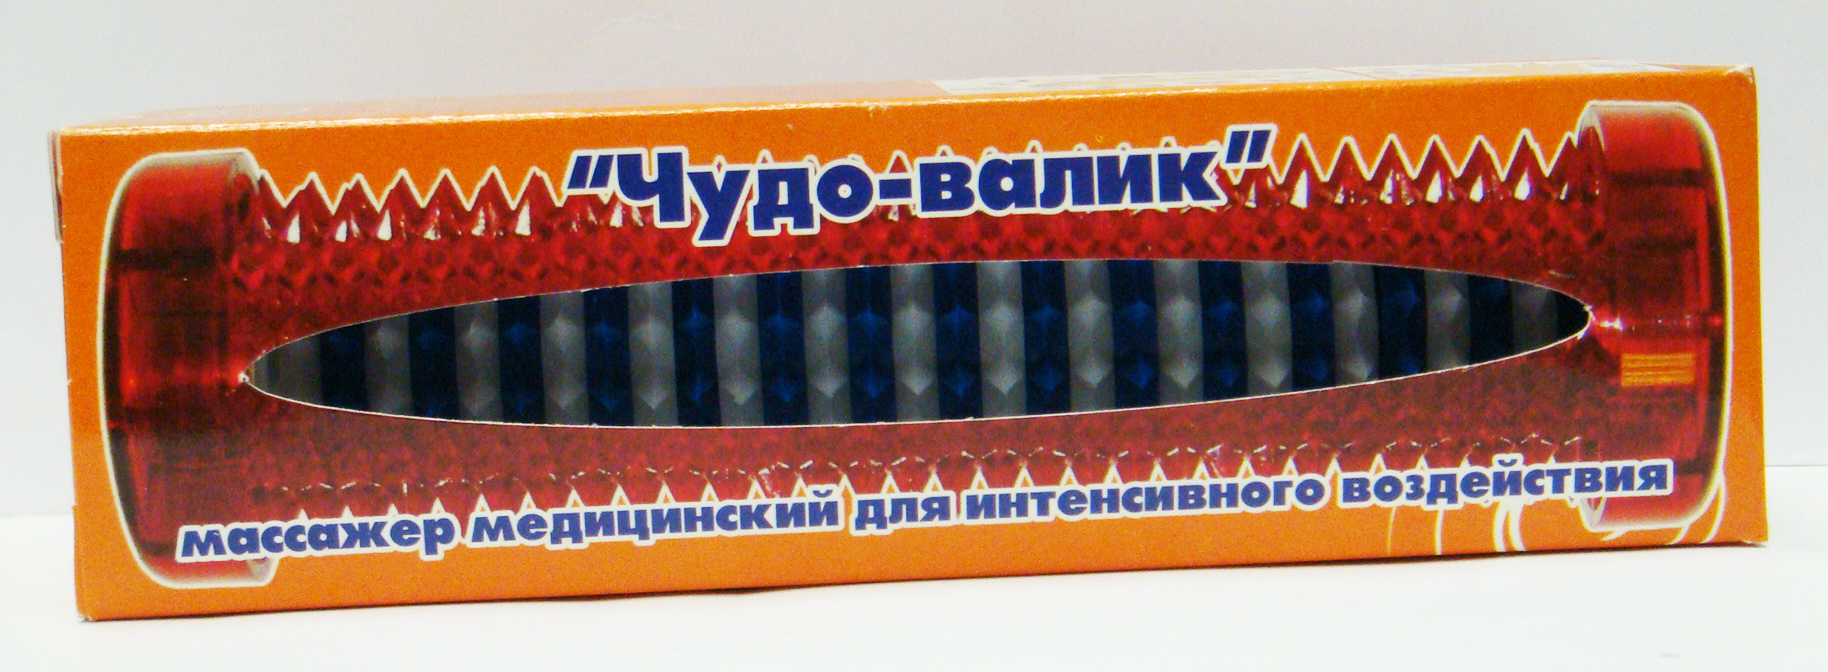 "Чудо-валик"
массажер медицинский для интенсивного воздействия